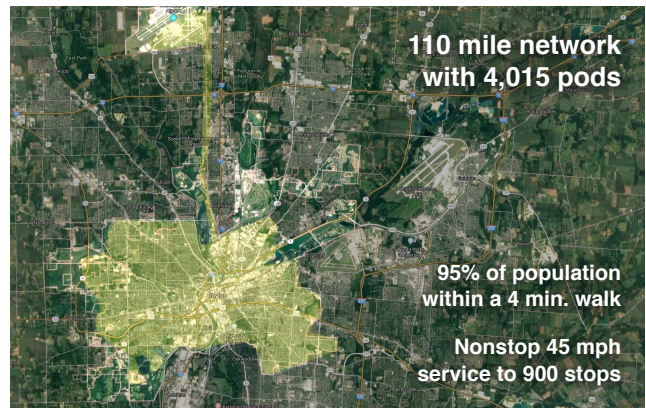 110 mile network
with 4,015 pods
95% of population
within a 4 min. walk
Nonstop 45 mph
service to 900 stops